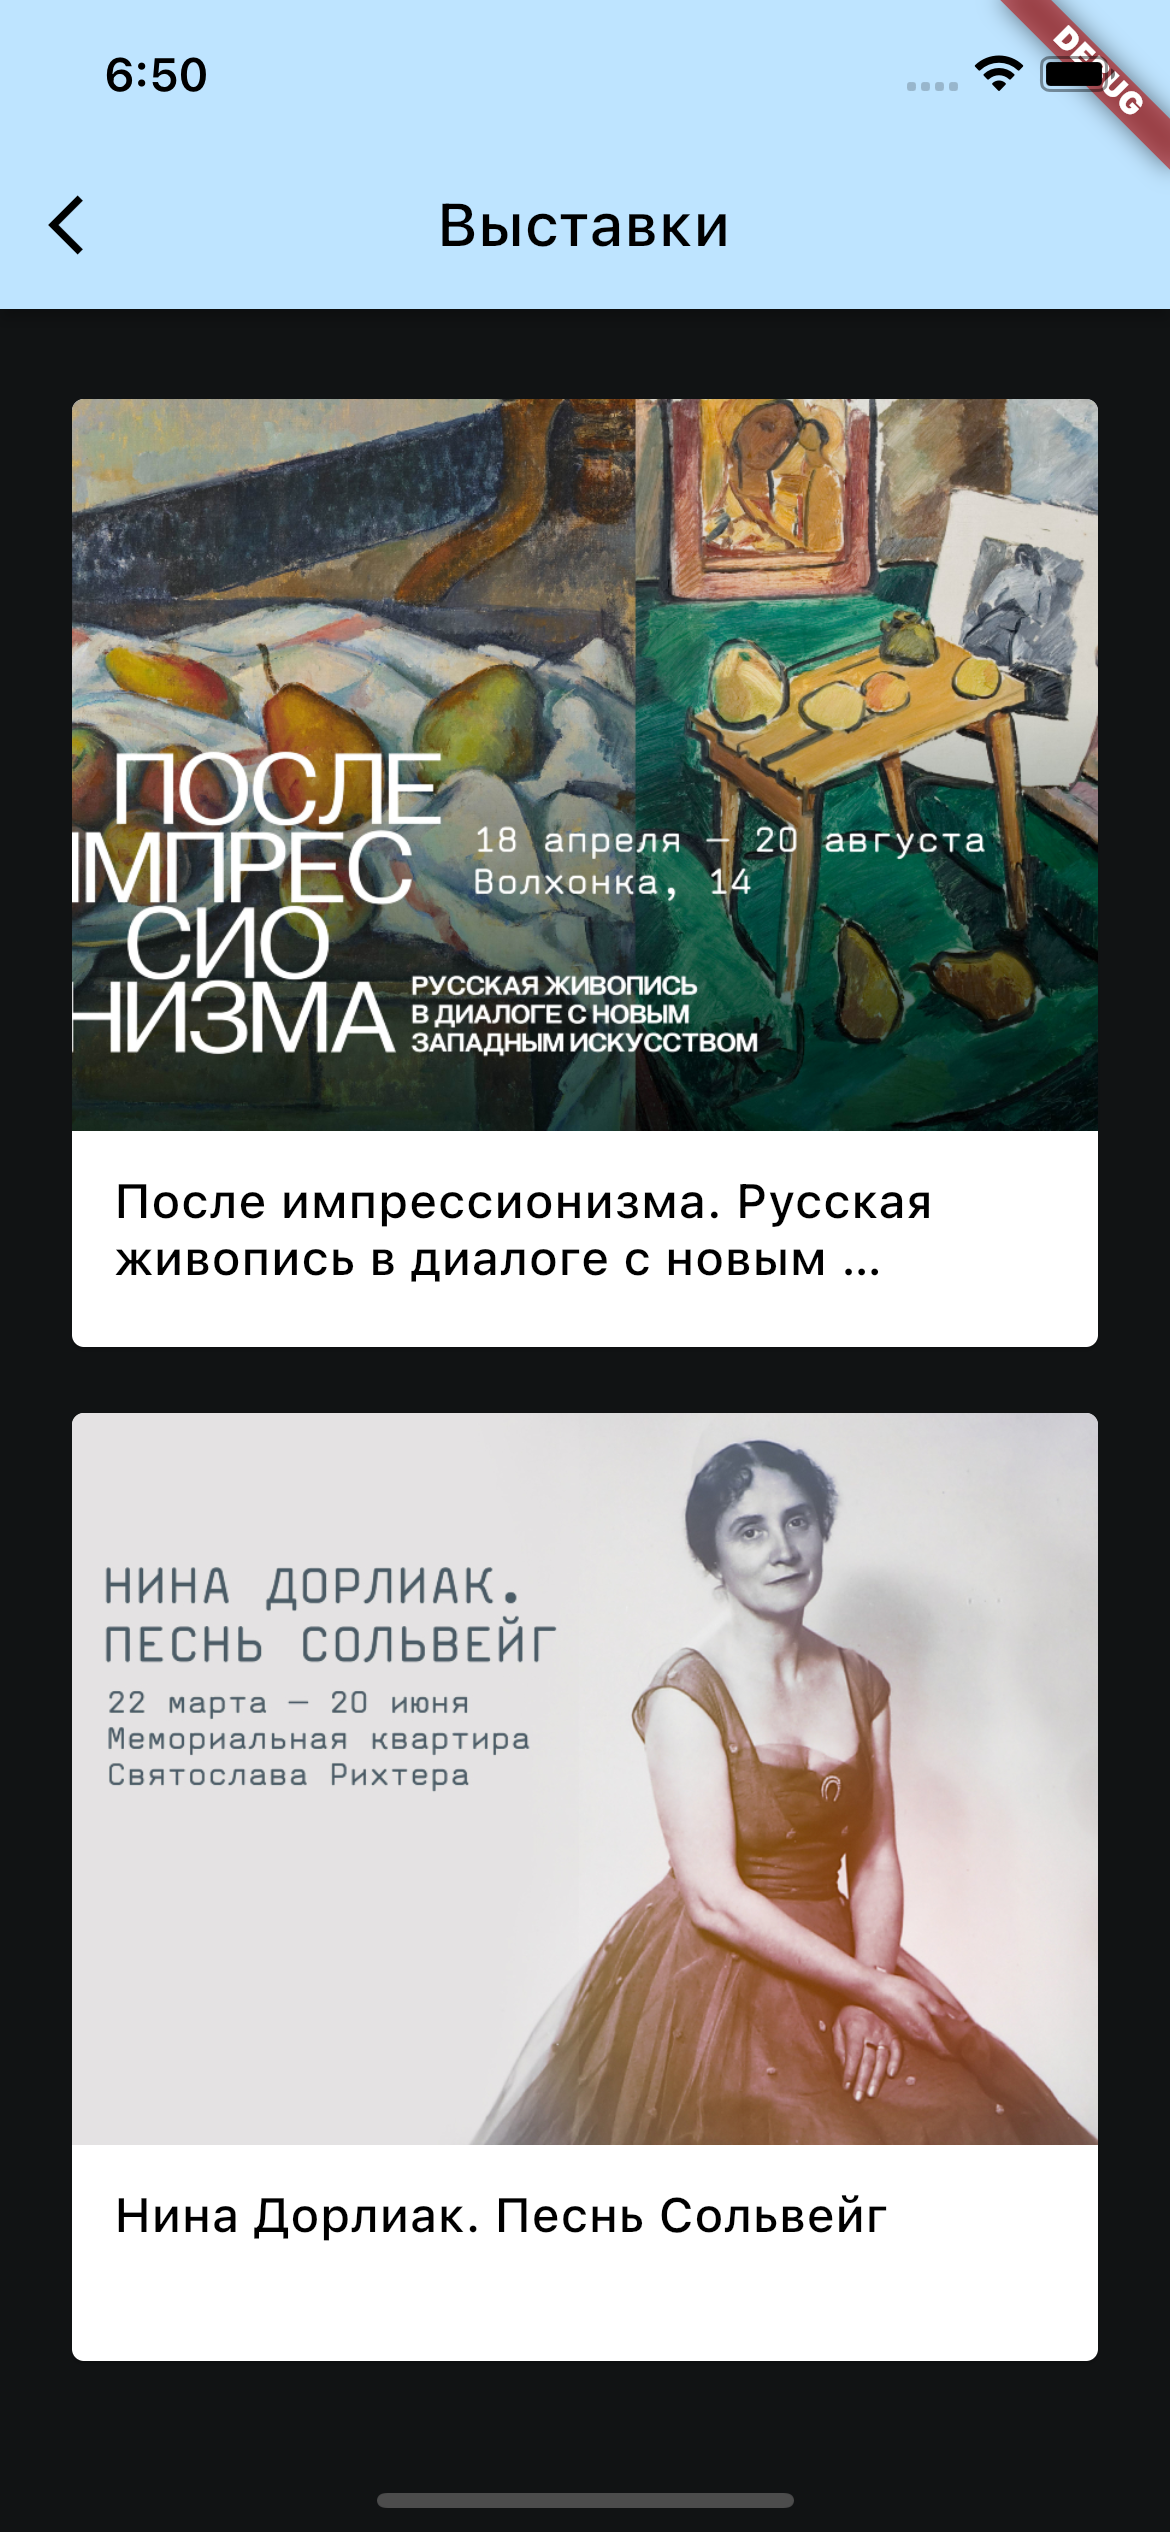 6:50
DEBUG
Выставки
ПОСЛЕ
ИМПРЕС
СИО
НИЗМА
18 апреля — 20 августа
Волхонка, 14
РУССКАЯ ЖИВОПИСЬ
В ДИАЛОГЕ С НОВЫМ
ЗАПАДНЫМ ИСКУССТВОМ
После импрессионизма. Русская
живопись в диалоге с новым ...
НИНА ДОРЛИАК.
ПЕСНЬ СОЛЬВЕЙГ
22 марта — 20 июня
Мемориальная квартира
Святослава Рихтера
Нина Дорлиак. Песнь Сольвейг